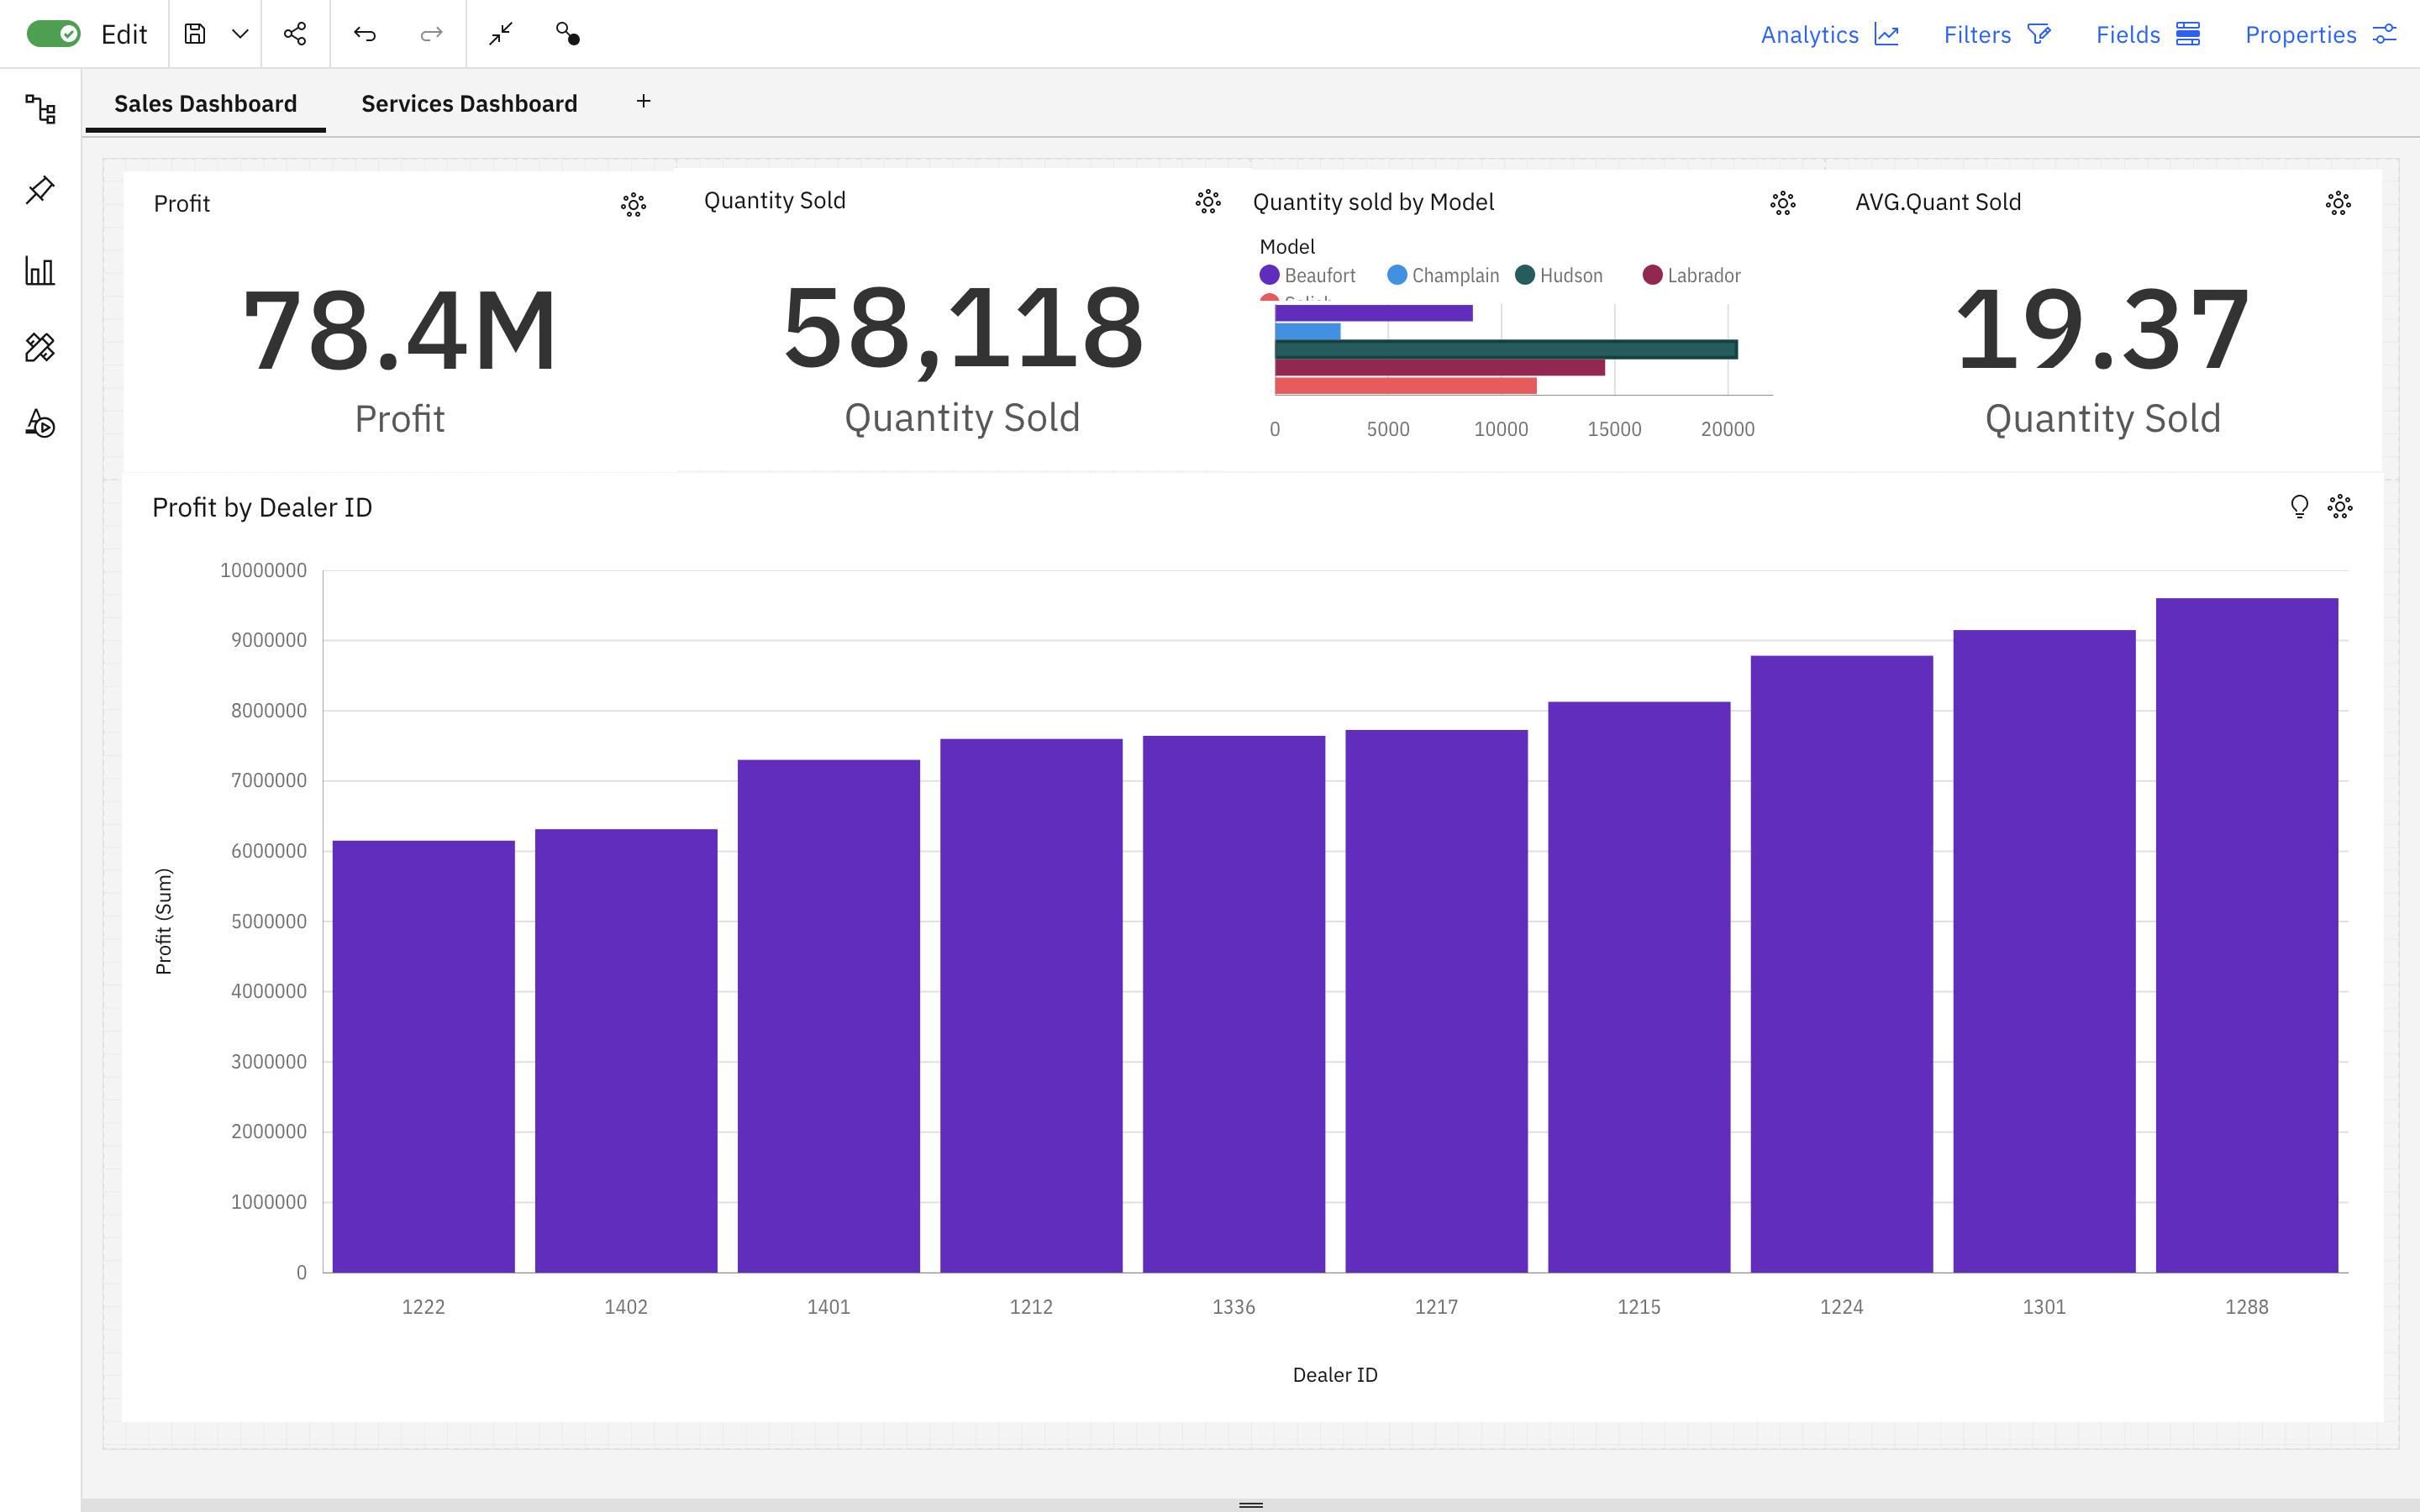 Edit
Analytics
Filters
Fields
Properties
Sales Dashboard
Services Dashboard
+
Profit
78.4M
Profit
Quantity Sold
58,118
Quantity Sold
Quantity sold by Model
Model
Beaufort Champlain Hudson Labrador
0 5000 10000 15000 20000
AVG.Quant Sold
19.37
Quantity Sold
Profit by Dealer ID
Profit (Sum)
10000000
9000000
8000000
7000000
6000000
5000000
4000000
3000000
2000000
1000000
0
1222 1402 1401 1212 1336 1217 1215 1224 1301 1288
Dealer ID